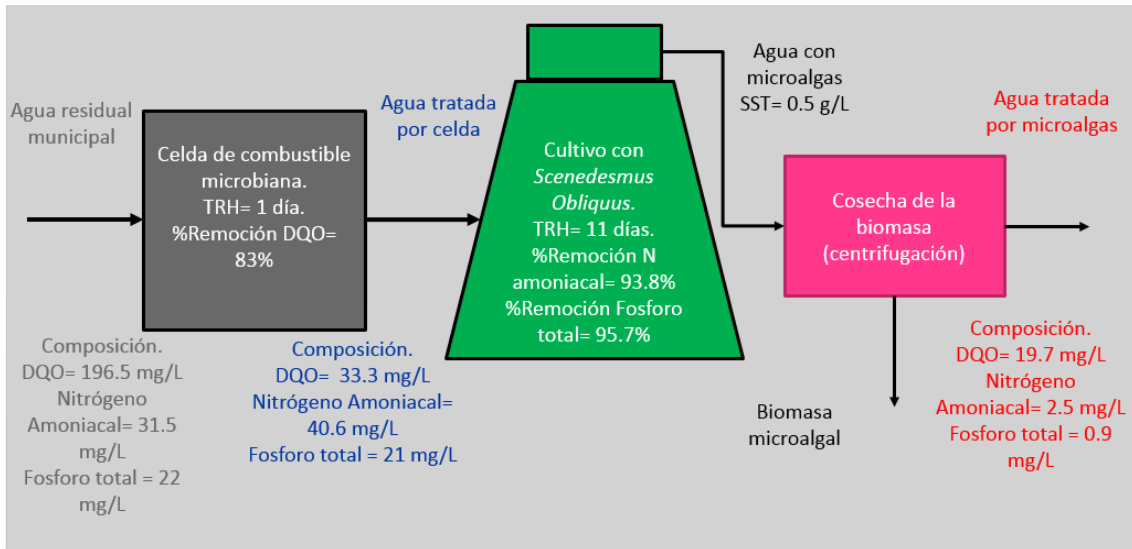 Agua residual
municipal
Celda de combustible
microbiana.
TRH= 1 día.
%Remoción DQO=
83%
Composición.
DQO= 196.5 mg/L
Nitrógeno
Amoniacal= 31.5
mg/L
Fosforo total = 22
mg/L
Agua tratada
por celda
Composición.
DQO=  33.3 mg/L
Nitrógeno Amoniacal=
40.6 mg/L
Fosforo total = 21 mg/L
Cultivo con
Scenedesmus
Obliquus.
TRH= 11 días.
%Remoción N
amoniacal= 93.8%
%Remoción Fosforo
total= 95.7%
Agua con
microalgas
SST= 0.5 g/L
Cosecha de la
biomasa
(centrifugación)
Biomasa
microalgal
Agua tratada
por microalgas
Composición.
DQO= 19.7 mg/L
Nitrógeno
Amoniacal= 2.5 mg/L
Fosforo total = 0.9
mg/L